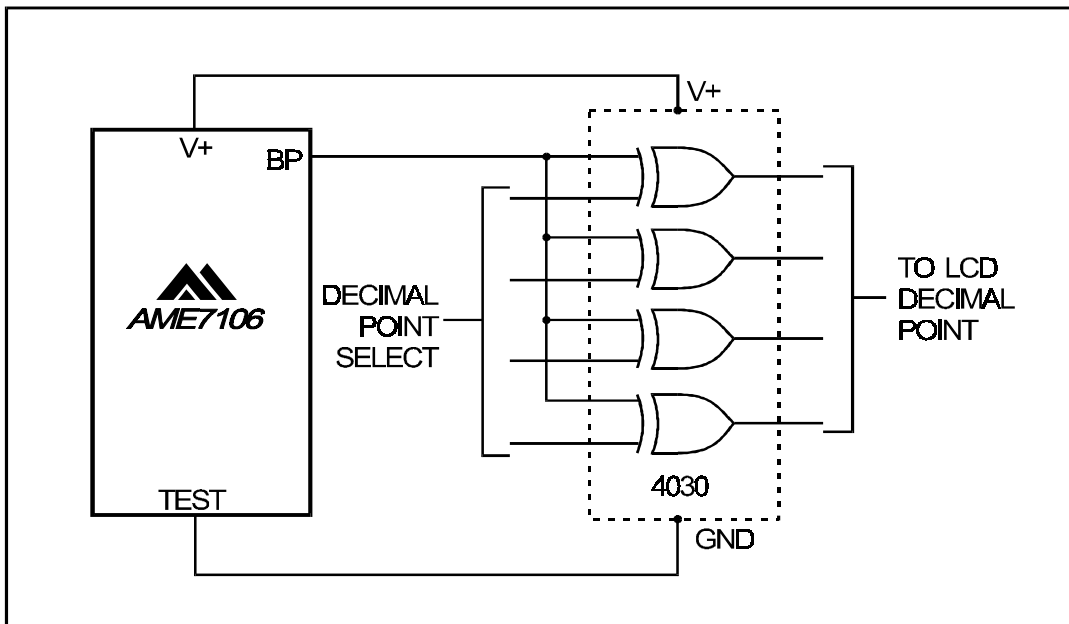 V+
V+
BP
AME7106
DECIMAL
POINT
SELECT
TO LCD
DECIMAL
POINT
4030
TEST
GND